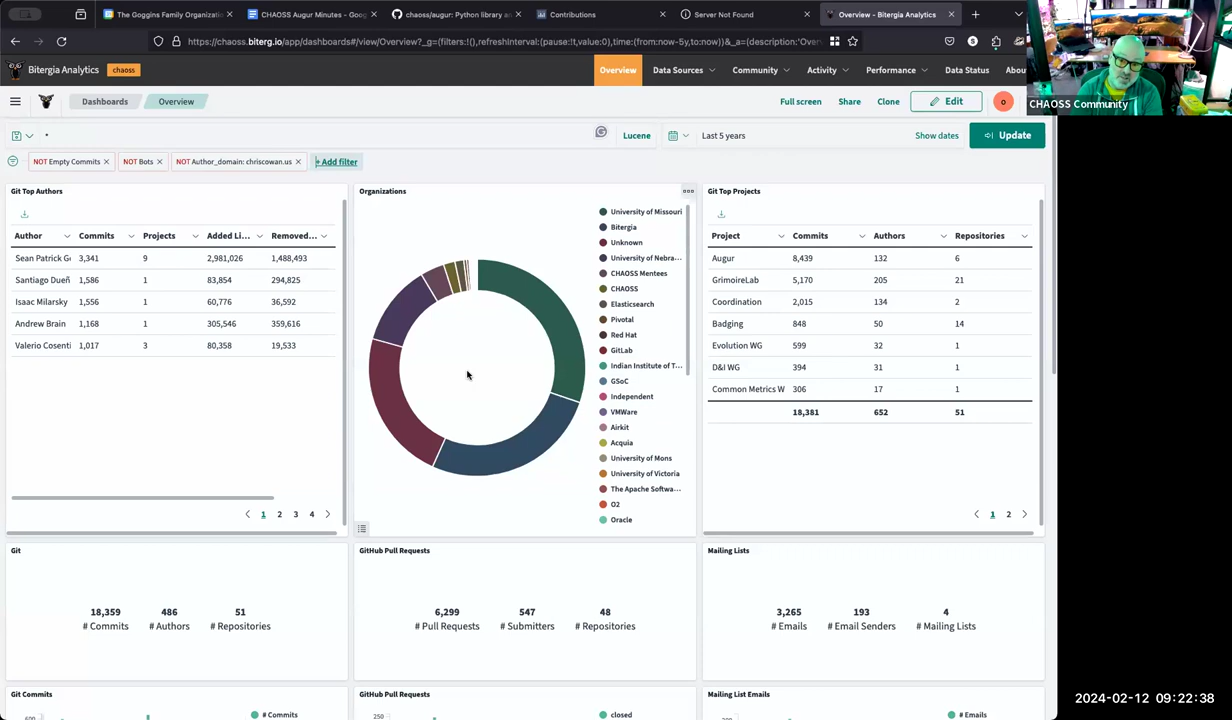 The Goggins Family Organizatio
CHAOSS Augur Minutes - Goog
chaoss/augur: Python library an
Contributions
Server Not Found
Overview - Bitergia Analytics
https://chaoss.biterg.io/app/dashboards#/view/Overview?_g=(filters:!(),refreshInterval:(pause:!t,value:0),time:(from:now-5y,to:now))&_a=(description:'Over
Bitergia Analytics
chaoss
Overview
Data Sources
Community
Activity
Performance
Data Status
Abou
CHAOSS Community
Dashboards
Overview
Full screen
Share
Clone
Edit
o
*
Lucene
Last 5 years
Show dates
Update
NOT Empty Commits ×
NOT Bots ×
NOT Author_domain: chriscowan.us ×
+ Add filter
Git Top Authors
Author Commits Projects Added Li... Removed...
Sean Patrick G 3,341 9 2,981,026 1,488,493
Santiago Dueñ 1,586 1 83,854 294,825
Isaac Milarsky 1,556 1 60,776 36,592
Andrew Brain 1,168 1 305,546 359,616
Valerio Cosenti 1,017 3 80,358 19,533
1 2 3 4
Organizations
University of Missouri
Bitergia
Unknown
University of Nebra...
CHAOSS Mentees
CHAOSS
Elasticsearch
Pivotal
Red Hat
GitLab
Indian Institute of T...
GSoC
Independent
VMWare
Airkit
Acquia
University of Mons
University of Victoria
The Apache Softwa...
O2
Oracle
Git Top Projects
Project Commits Authors Repositories
Augur 8,439 132 6
GrimoireLab 5,170 205 21
Coordination 2,015 134 2
Badging 848 50 14
Evolution WG 599 32 1
D&I WG 394 31 1
Common Metrics W 306 17 1
18,381 652 51
1 2
Git
18,359 486 51
# Commits # Authors # Repositories
GitHub Pull Requests
6,299 547 48
# Pull Requests # Submitters # Repositories
Mailing Lists
3,265 193 4
# Emails # Email Senders # Mailing Lists
Git Commits
600
# Commits
GitHub Pull Requests
250
closed
Mailing List Emails
# Emails
2024-02-12 09:22:38